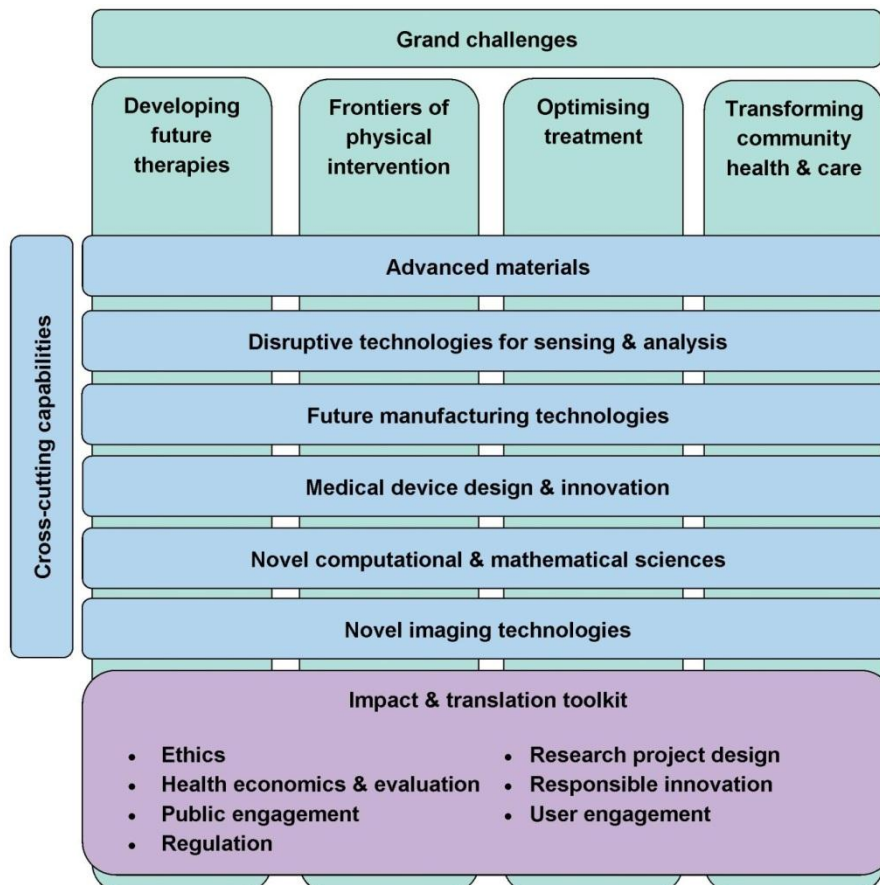 Grand challenges
Developing
future
therapies
Frontiers of
physical
intervention
Optimising
treatment
Transforming
community
health & care
Cross-cutting capabilities
Advanced materials
Disruptive technologies for sensing & analysis
Future manufacturing technologies
Medical device design & innovation
Novel computational & mathematical sciences
Novel imaging technologies
Impact & translation toolkit
• Ethics
• Health economics & evaluation
• Public engagement
• Regulation
• Research project design
• Responsible innovation
• User engagement